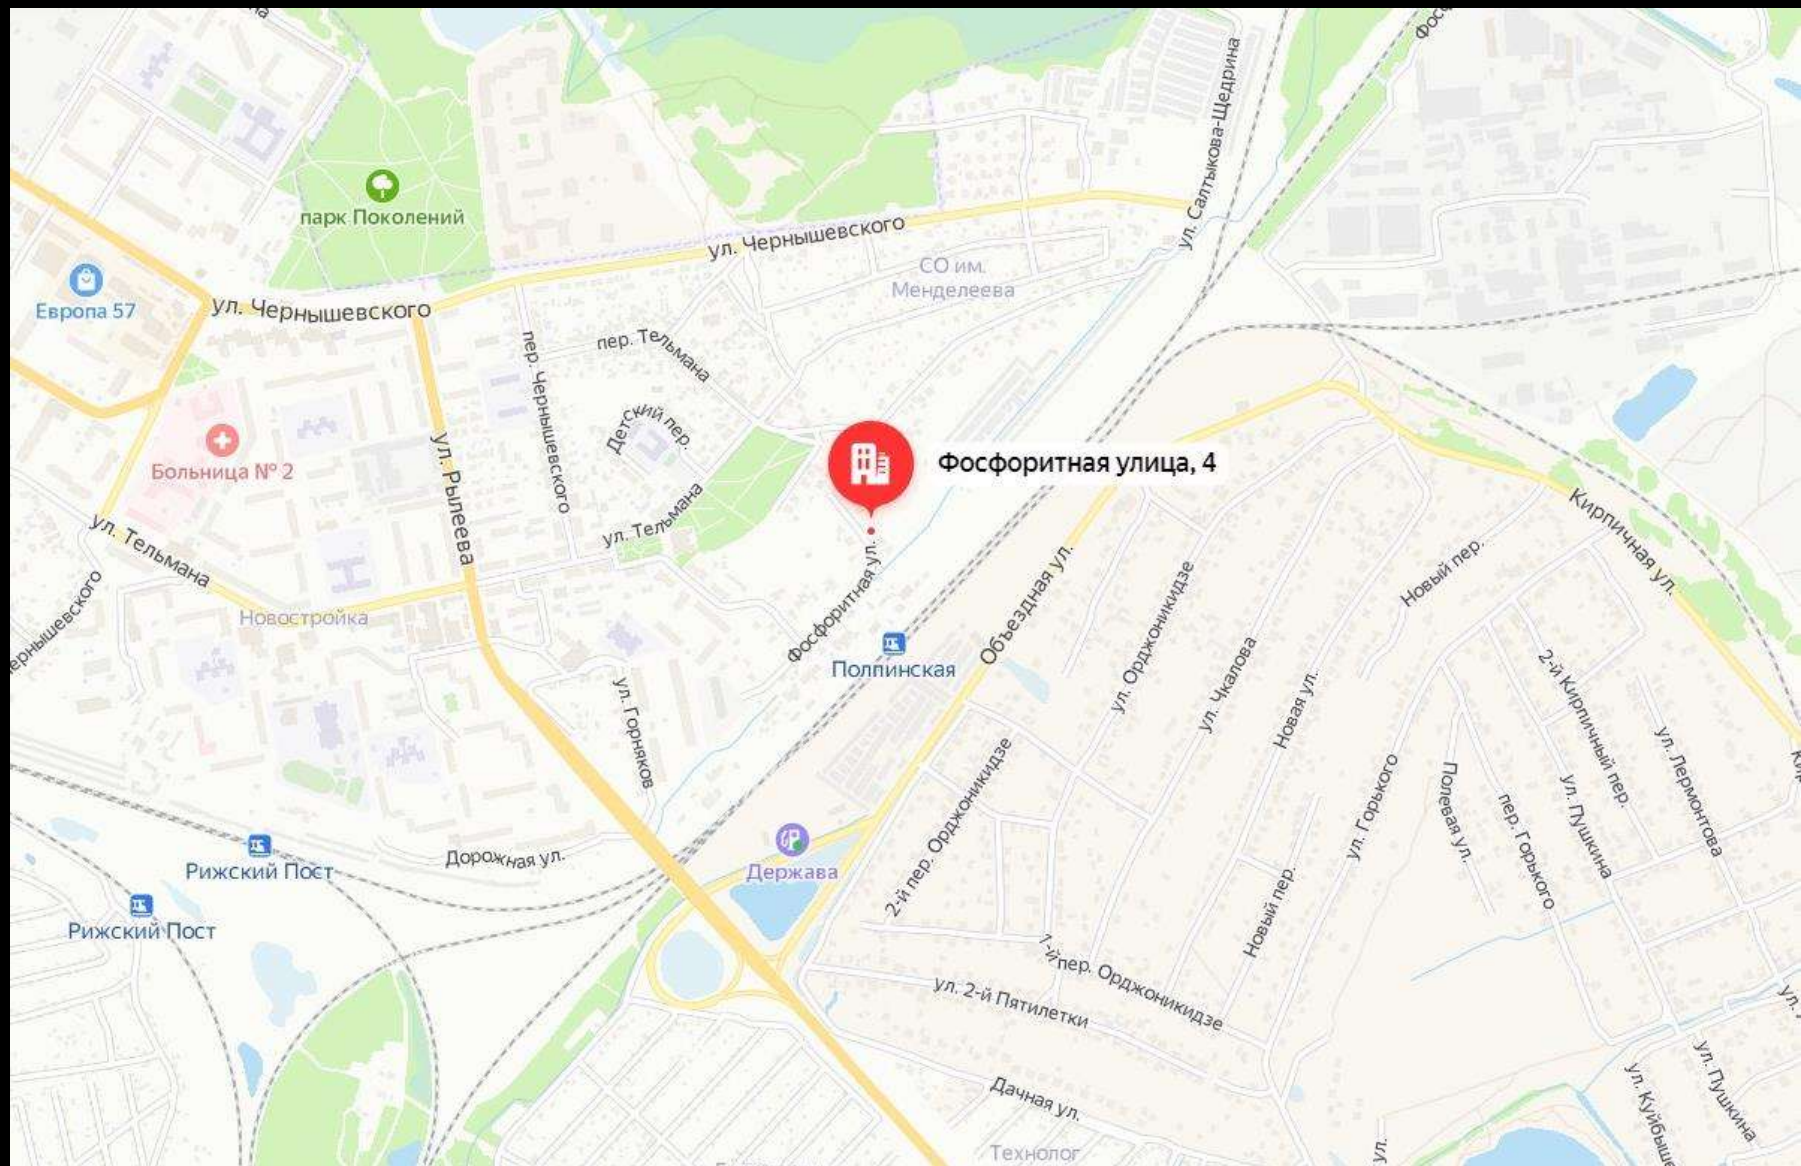 ул. Салтыкова-Щедрина
парк Поколений
ул. Чернышевского
СО им.
Менделеева
Европа 57
ул. Чернышевского
пер. Тельмана
пер. Чернышевского
Детский пер.
Больница № 2
ул. Рылеева
Фосфоритная улица, 4
ул. Тельмана
ул. Тельмана
Кирпичная ул.
Новый пер.
Объездная ул.
Фосфоритная ул.
ул. Орджоникидзе
Новостройка
ернышевского
Полпинская
ул. Чкалова
Новая ул.
2-й Кирпичный пер.
ул. Горняков
ул. Лермонтова
2-й пер. Орджоникидзе
ул. Горького
Полевая ул.
пер. Горького
ул. Пушкина
Рижский Пост
Дорожная ул.
Держава
Рижский Пост
Новый пер.
1-й пер. Орджоникидзе
ул. 2-й Пятилетки
Дачная ул.
ул. Пушкина
ул. Куйбыше
Технолог
ул.